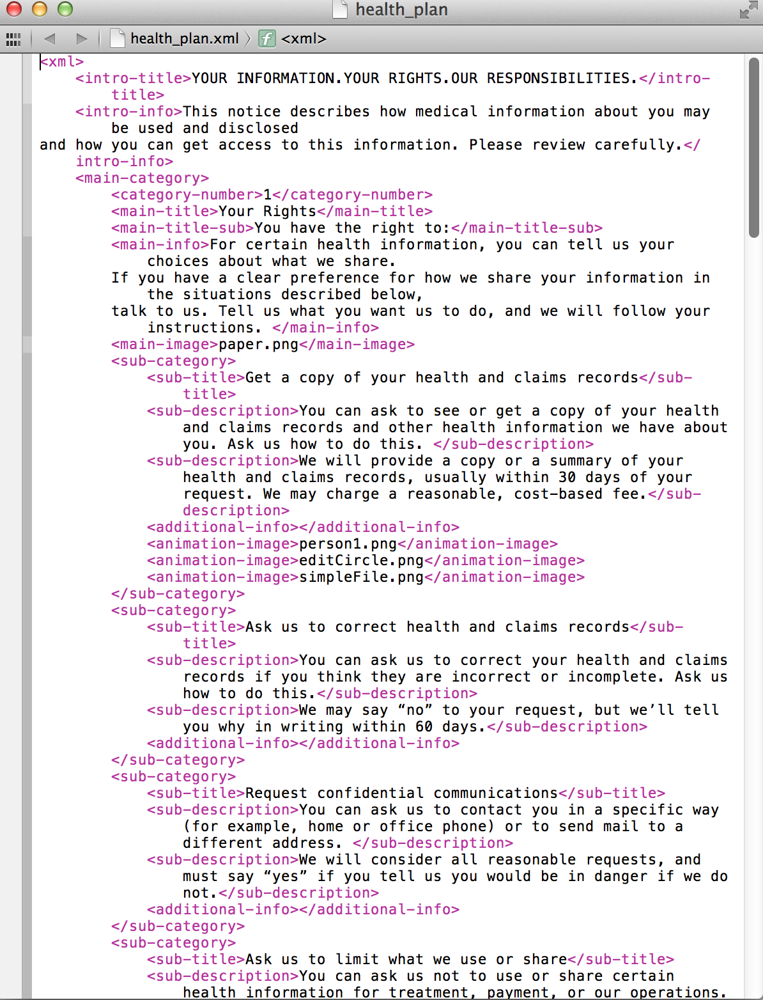 health_plan
health_plan.xml
f <xml>
<xml>
<intro-title>YOUR INFORMATION.YOUR RIGHTS.OUR RESPONSIBILITIES.</intro-
title>
<intro-info>This notice describes how medical information about you may
be used and disclosed
and how you can get access to this information. Please review carefully.</
intro-info>
<main-category>
<category-number>1</category-number>
<main-title>Your Rights</main-title>
<main-title-sub>You have the right to:</main-title-sub>
<main-info>For certain health information, you can tell us your
choices about what we share.
If you have a clear preference for how we share your information in
the situations described below,
talk to us. Tell us what you want us to do, and we will follow your
instructions. </main-info>
<main-image>paper.png</main-image>
<sub-category>
<sub-title>Get a copy of your health and claims records</sub-
title>
<sub-description>You can ask to see or get a copy of your health
and claims records and other health information we have about
you. Ask us how to do this. </sub-description>
<sub-description>We will provide a copy or a summary of your
health and claims records, usually within 30 days of your
request. We may charge a reasonable, cost-based fee.</sub-
description>
<additional-info></additional-info>
<animation-image>person1.png</animation-image>
<animation-image>editCircle.png</animation-image>
<animation-image>simpleFile.png</animation-image>
</sub-category>
<sub-category>
<sub-title>Ask us to correct health and claims records</sub-
title>
<sub-description>You can ask us to correct your health and claims
records if you think they are incorrect or incomplete. Ask us
how to do this.</sub-description>
<sub-description>We may say “no” to your request, but we’ll tell
you why in writing within 60 days.</sub-description>
<additional-info></additional-info>
</sub-category>
<sub-category>
<sub-title>Request confidential communications</sub-title>
<sub-description>You can ask us to contact you in a specific way
(for example, home or office phone) or to send mail to a
different address. </sub-description>
<sub-description>We will consider all reasonable requests, and
must say “yes” if you tell us you would be in danger if we do
not.</sub-description>
<additional-info></additional-info>
</sub-category>
<sub-category>
<sub-title>Ask us to limit what we use or share</sub-title>
<sub-description>You can ask us not to use or share certain
health information for treatment, payment, or our operations.